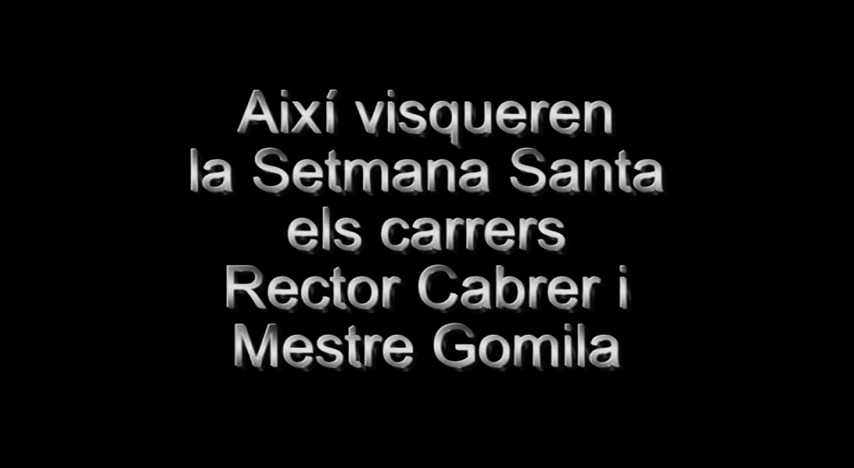 Així visqueren
la Setmana Santa
els carrers
Rector Cabrer i
Mestre Gomila